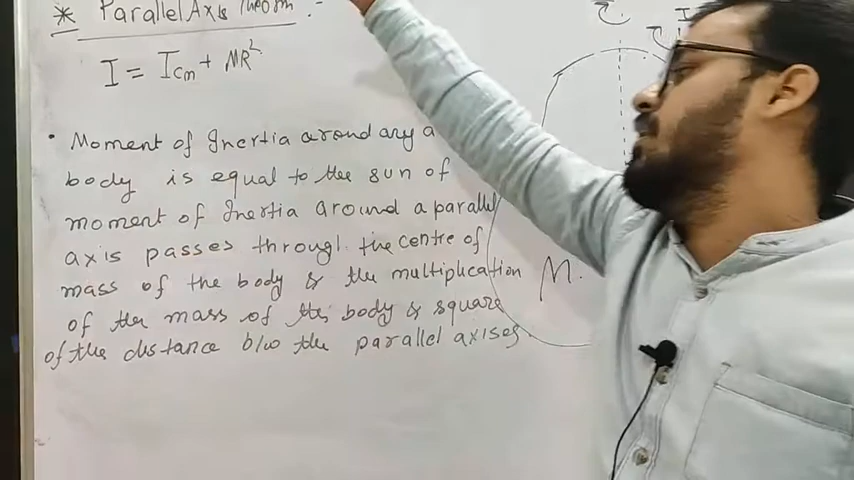 * Parallel Axis Theorm :-
I = Icm + MR²
• Moment of Inertia around any a
body is equal to the sun of
moment of Inertia around a parallel
axis passes through the centre of
mass of the body & the multiplication
of the mass of the body & square
of the distance b/w the parallel axises.
M.
I